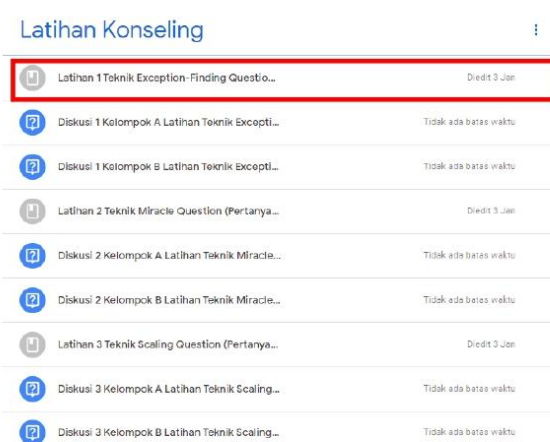 Latihan Konseling
Latihan 1 Teknik Exception-Finding Questio... Diedit 3 Jan
Diskusi 1 Kelompok A Latihan Teknik Excepti... Tidak ada batas waktu
Diskusi 1 Kelompok B Latihan Teknik Excepti... Tidak ada batas waktu
Latihan 2 Teknik Miracle Question (Pertanya... Diedit 3 Jan
Diskusi 2 Kelompok A Latihan Teknik Miracle... Tidak ada batas waktu
Diskusi 2 Kelompok B Latihan Teknik Miracle... Tidak ada batas waktu
Latihan 3 Teknik Scaling Question (Pertanya... Diedit 3 Jan
Diskusi 3 Kelompok A Latihan Teknik Scaling... Tidak ada batas waktu
Diskusi 3 Kelompok B Latihan Teknik Scaling... Tidak ada batas waktu